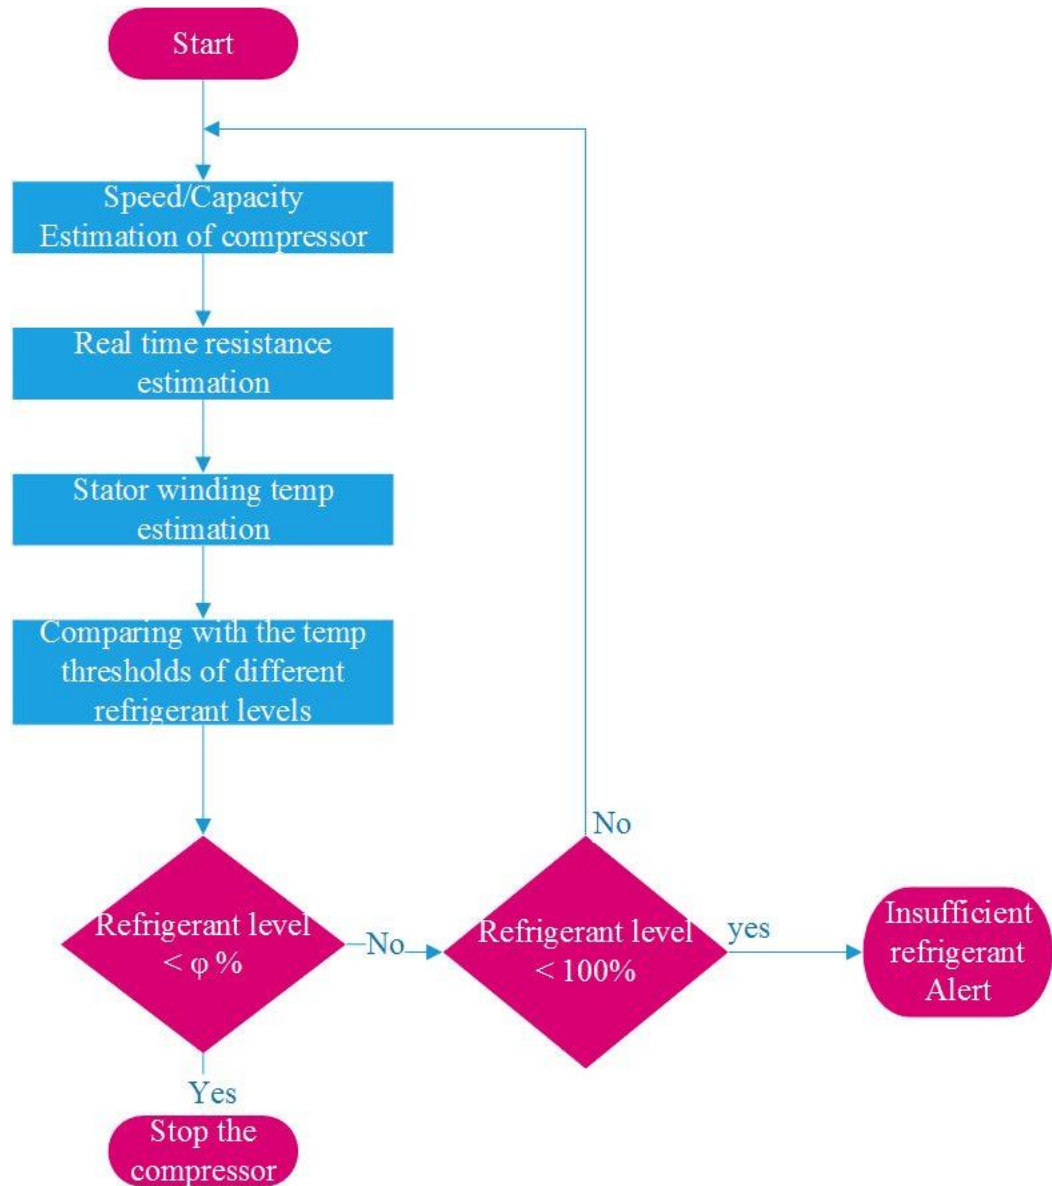 Start
Speed/Capacity
Estimation of compressor
Real time resistance
estimation
Stator winding temp
estimation
Comparing with the temp
thresholds of different
refrigerant levels
Refrigerant level
< φ %
No
Refrigerant level
< 100%
No
yes
Insufficient
refrigerant
Alert
Yes
Stop the
compressor